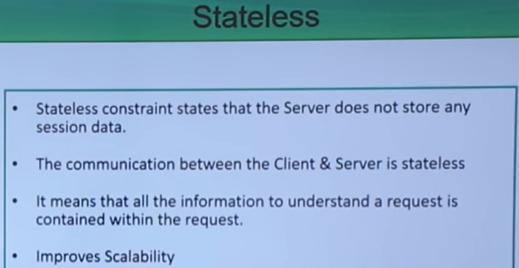 Stateless
• Stateless constraint states that the Server does not store any
session data.
• The communication between the Client & Server is stateless
• It means that all the information to understand a request is
contained within the request.
• Improves Scalability